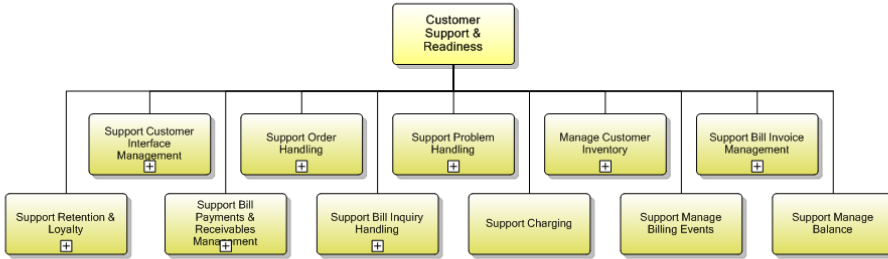 Customer
Support &
Readiness
Support Customer
Interface
Management
Support Order
Handling
Support Problem
Handling
Manage Customer
Inventory
Support Bill Invoice
Management
Support Retention &
Loyalty
Support Bill
Payments &
Receivables
Management
Support Bill Inquiry
Handling
Support Charging
Support Manage
Billing Events
Support Manage
Balance